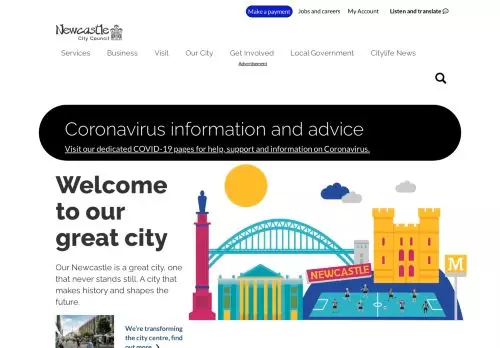 Make a payment Jobs and careers My Account Listen and translate
Newcastle
City Council
Services Business Visit Our City Get Involved Local Government Citylife News
Advertisement
Coronavirus information and advice
Visit our dedicated COVID-19 pages for help, support and information on Coronavirus.
Welcome
to our
great city
Our Newcastle is a great city, one
that never stands still. A city that
makes history and shapes the
future.
NEWCASTLE
M
We're transforming
the city centre, find
out more